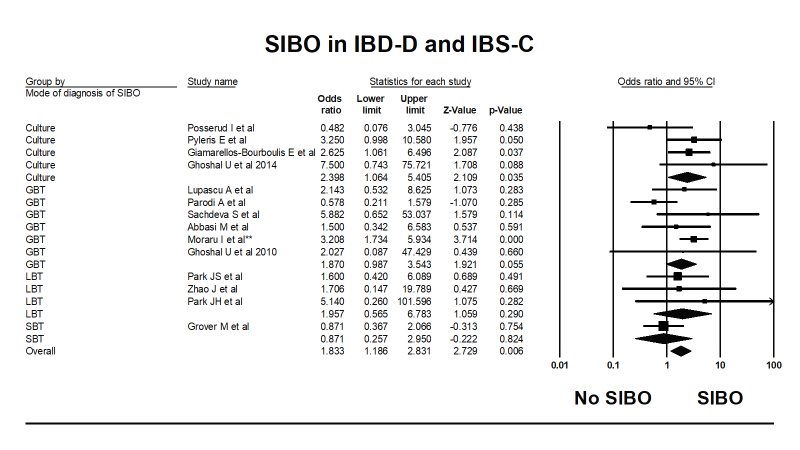 SIBO in IBD-D and IBS-C
Group by Study name Statistics for each study Odds ratio and 95% CI
Mode of diagnosis of SIBO
Odds ratio Lower limit Upper limit Z-Value p-Value
Culture Posserud I et al 0.482 0.076 3.045 -0.776 0.438
Culture Pyleris E et al 3.250 0.998 10.580 1.957 0.050
Culture Giamarellos-Bourboulis E et al 2.625 1.061 6.496 2.087 0.037
Culture Ghoshal U et al 2014 7.500 0.743 75.721 1.708 0.088
Culture 2.398 1.064 5.405 2.109 0.035
GBT Lupascu A et al 2.143 0.532 8.625 1.073 0.283
GBT Parodi A et al 0.578 0.211 1.579 -1.070 0.285
GBT Sachdeva S et al 5.882 0.652 53.037 1.579 0.114
GBT Abbasi M et al 1.500 0.342 6.583 0.537 0.591
GBT Moraru I et al** 3.208 1.734 5.934 3.714 0.000
GBT Ghoshal U et al 2010 2.027 0.087 47.429 0.439 0.660
GBT 1.870 0.987 3.543 1.921 0.055
LBT Park JS et al 1.600 0.420 6.089 0.689 0.491
LBT Zhao J et al 1.706 0.147 19.789 0.427 0.669
LBT Park JH et al 5.140 0.260 101.596 1.075 0.282
LBT 1.957 0.565 6.783 1.059 0.290
SBT Grover M et al 0.871 0.367 2.066 -0.313 0.754
SBT 0.871 0.257 2.950 -0.222 0.824
Overall 1.833 1.186 2.831 2.729 0.006
0.01 0.1 1 10 100
No SIBO SIBO